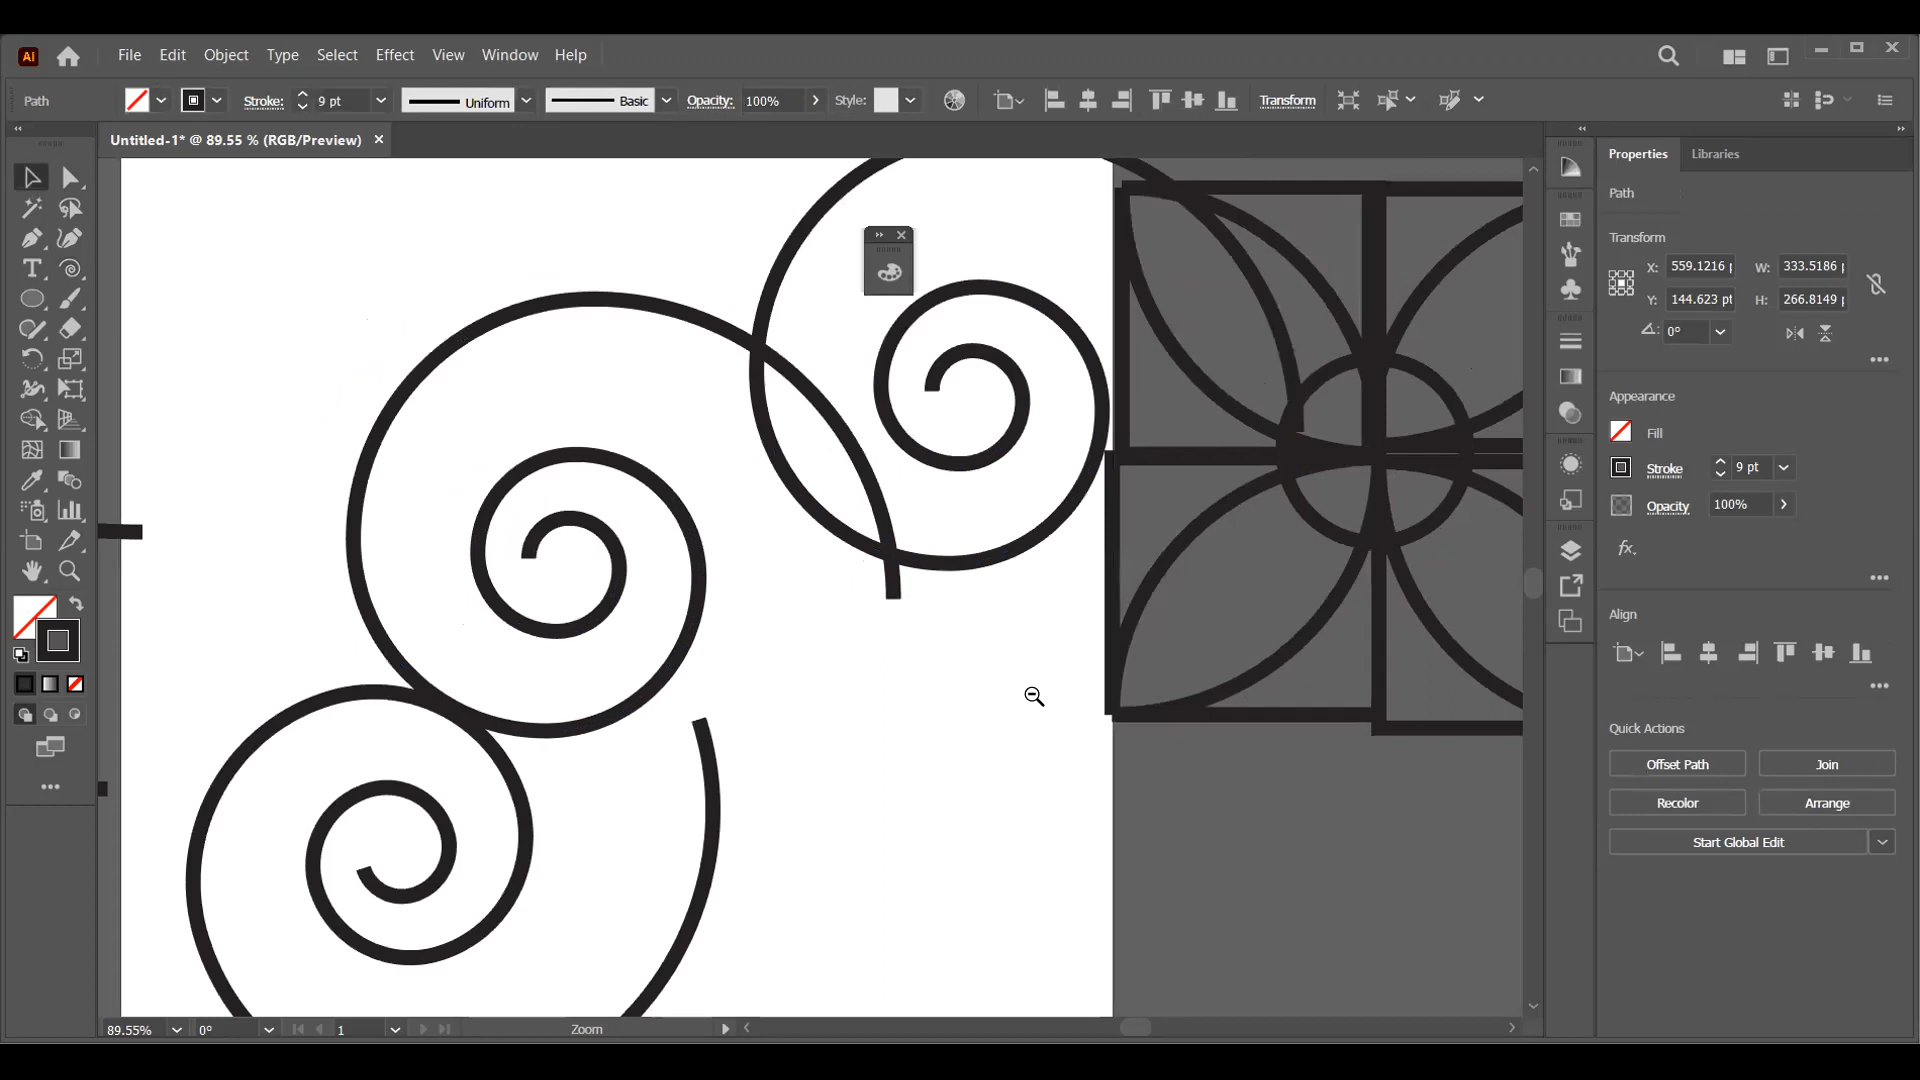 Ai File Edit Object Type Select Effect View Window Help
Path Stroke: 9 pt Uniform Basic Opacity: 100% Style: Transform
Untitled-1* @ 89.55 % (RGB/Preview)
Properties Libraries
Path
Transform
X: 559.1216 W: 333.5186
Y: 144.623 pt H: 266.8149
0°
Appearance
Fill
Stroke 9 pt
Opacity 100%
fx.
Align
Quick Actions
Offset Path Join
Recolor Arrange
Start Global Edit
89.55% 0° 1 Zoom